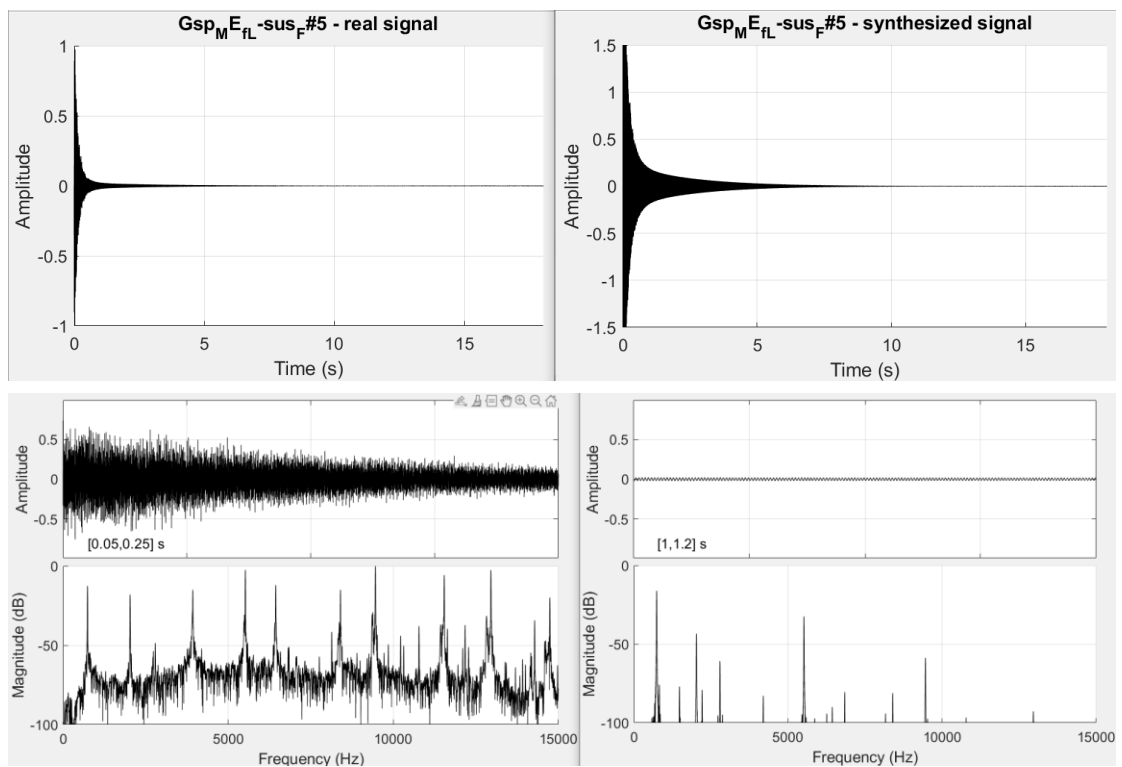 Gsp_M E_fL-sus_F#5 - real signal
1
0.5
0
-0.5
-1
Amplitude
0 5 10 15
Time (s)
Gsp_M E_fL-sus_F#5 - synthesized signal
1.5
1
0.5
0
-0.5
-1
-1.5
Amplitude
0 5 10 15
Time (s)
0.5
0
-0.5
Amplitude
[0.05,0.25] s
0
-50
-100
Magnitude (dB)
0 5000 10000 15000
Frequency (Hz)
0.5
0
-0.5
Amplitude
[1,1.2] s
0
-50
-100
Magnitude (dB)
0 5000 10000 15000
Frequency (Hz)